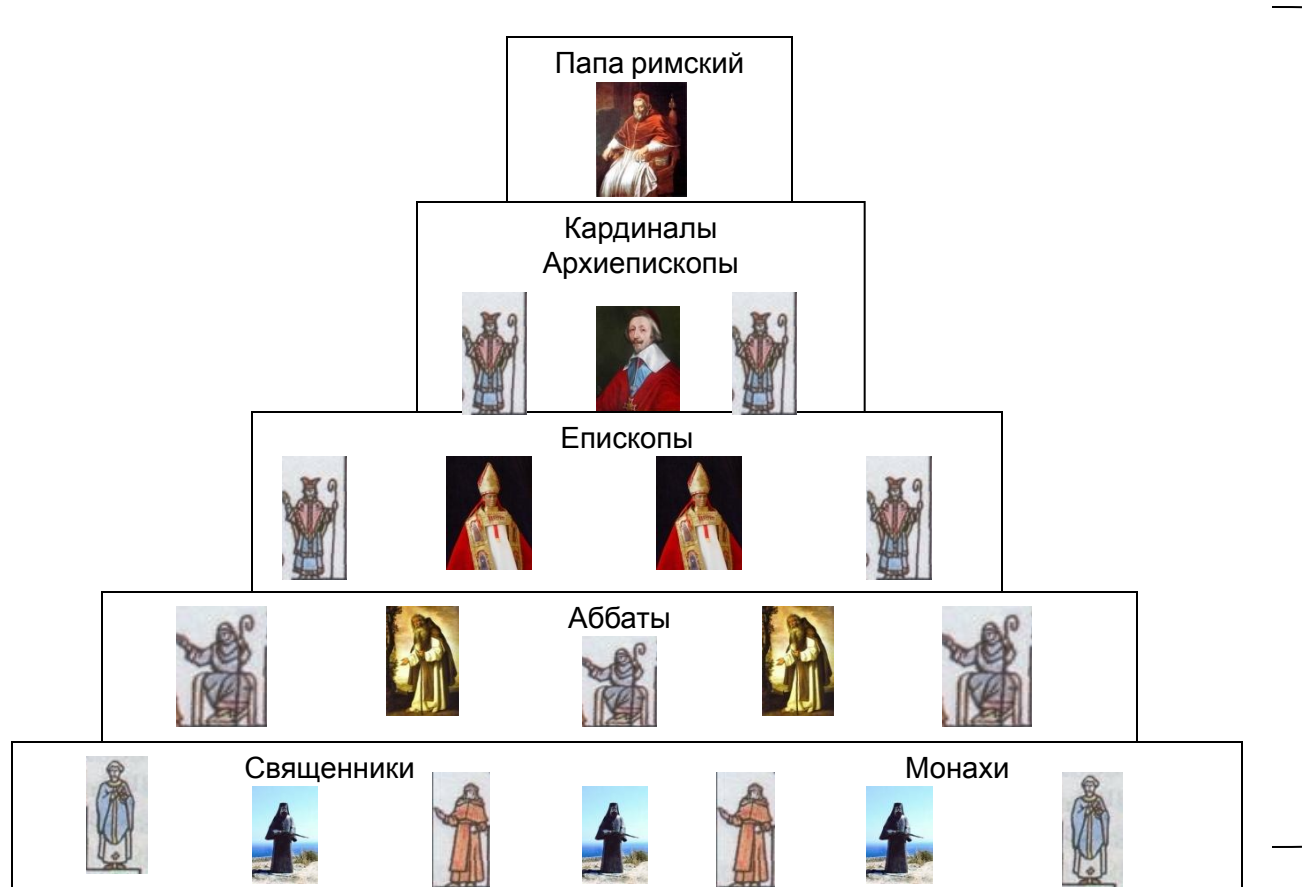 Папа римский
Кардиналы
Архиепископы
Епископы
Аббаты
Священники
Монахи